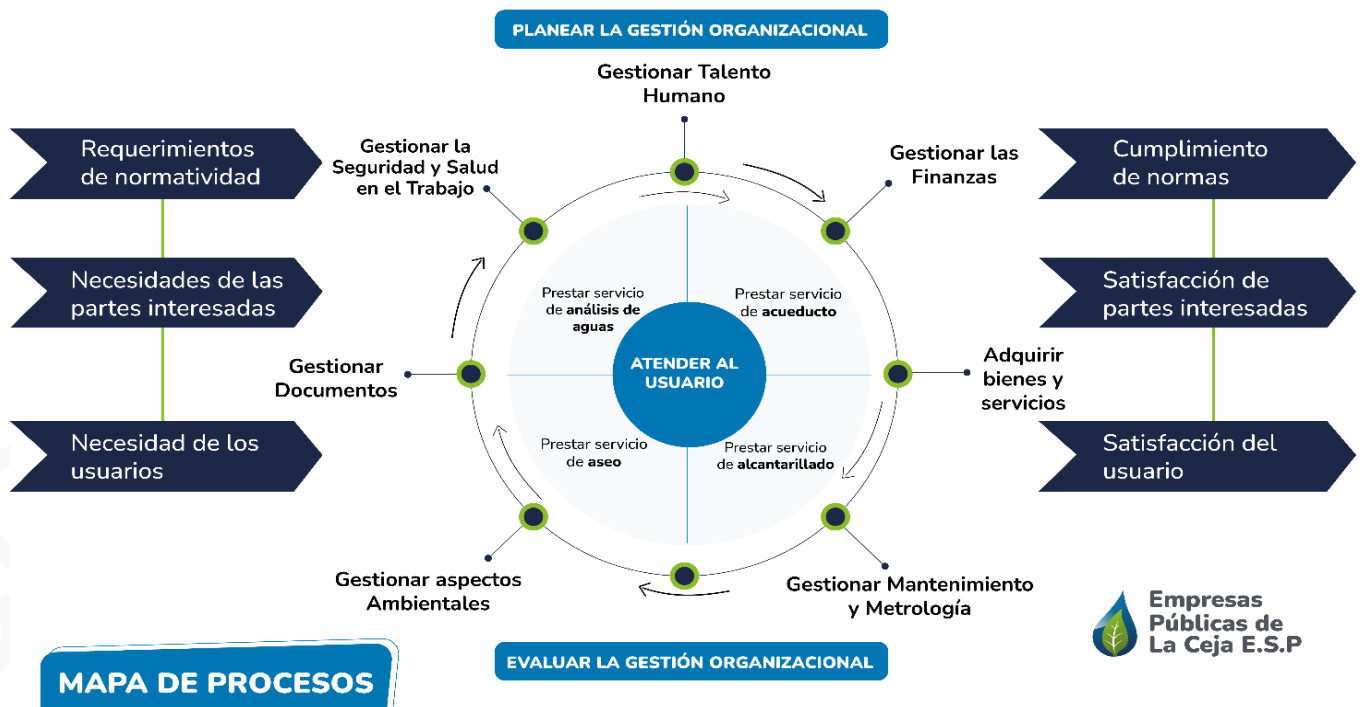 PLANEAR LA GESTIÓN ORGANIZACIONAL
Gestionar Talento
Humano
Requerimientos
de normatividad
Gestionar la
Seguridad y Salud
en el Trabajo
Gestionar las
Finanzas
Cumplimiento
de normas
Necesidades de las
partes interesadas
Prestar servicio
de análisis de
aguas
Prestar servicio
de acueducto
Satisfacción de
partes interesadas
Gestionar
Documentos
ATENDER AL
USUARIO
Adquirir
bienes y
servicios
Necesidad de los
usuarios
Prestar servicio
de aseo
Prestar servicio
de alcantarillado
Satisfacción del
usuario
Gestionar aspectos
Ambientales
Gestionar Mantenimiento
y Metrología
Empresas
Públicas de
La Ceja E.S.P
EVALUAR LA GESTIÓN ORGANIZACIONAL
MAPA DE PROCESOS